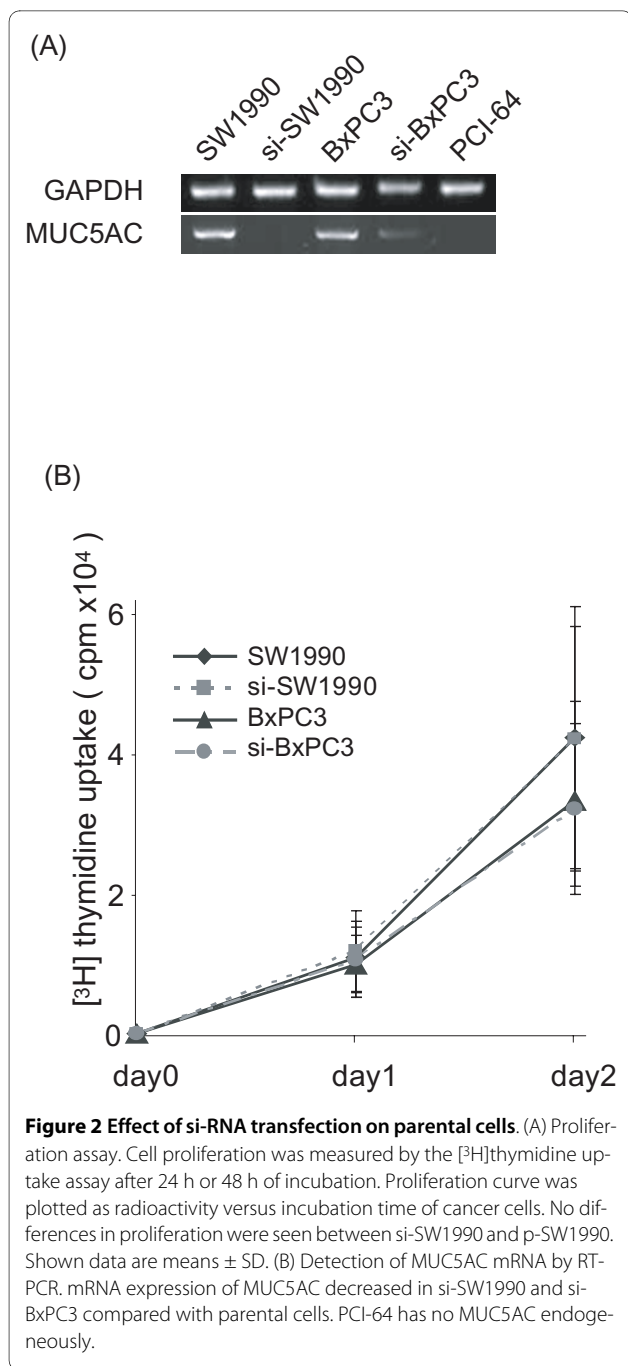 (A)
SW1990
si-SW1990
BxPC3
si-BxPC3
PCI-64
GAPDH
MUC5AC
(B)
[³H] thymidine uptake ( cpm x10⁴ )
6
4
2
0
SW1990
si-SW1990
BxPC3
si-BxPC3
day0 day1 day2
Figure 2 Effect of si-RNA transfection on parental cells. (A) Prolifer-
ation assay. Cell proliferation was measured by the [³H]thymidine up-
take assay after 24 h or 48 h of incubation. Proliferation curve was
plotted as radioactivity versus incubation time of cancer cells. No dif-
ferences in proliferation were seen between si-SW1990 and p-SW1990.
Shown data are means ± SD. (B) Detection of MUC5AC mRNA by RT-
PCR. mRNA expression of MUC5AC decreased in si-SW1990 and si-
BxPC3 compared with parental cells. PCI-64 has no MUC5AC endoge-
neously.